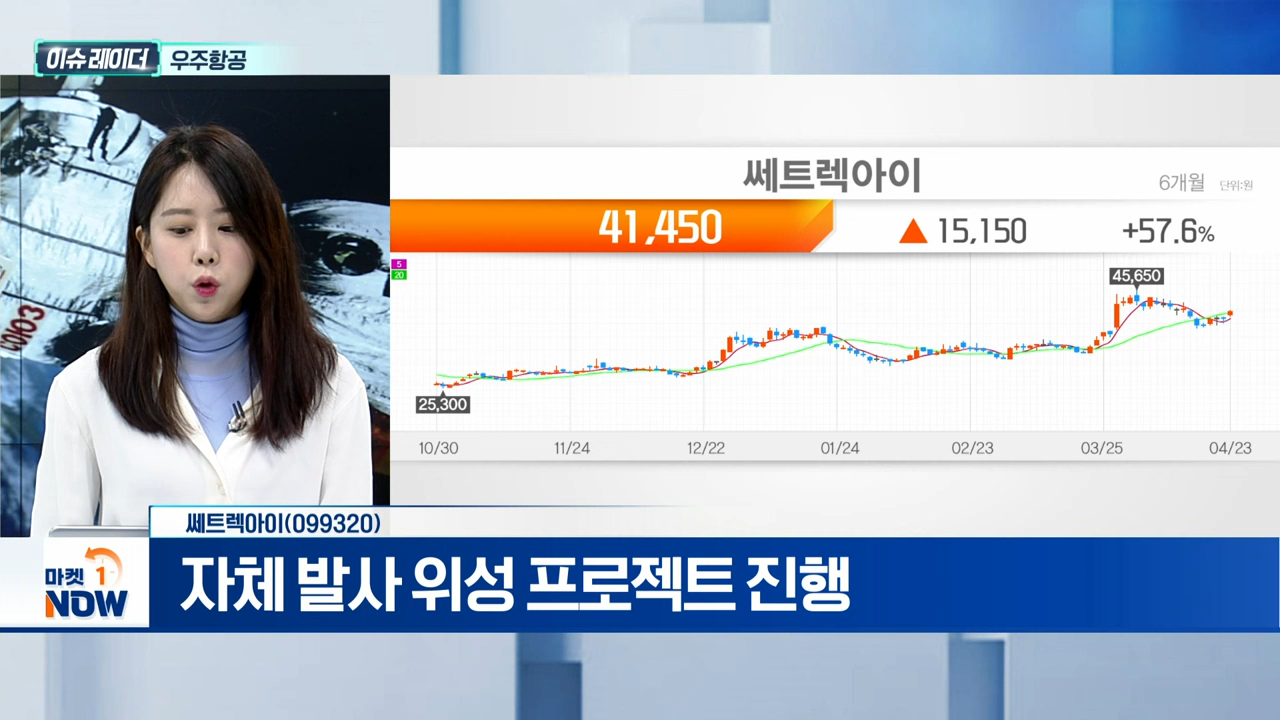 이슈 레이더 우주항공
쎄트렉아이
6개월 단위:원
41,450 ▲ 15,150 +57.6%
5
20
45,650
25,300
10/30 11/24 12/22 01/24 02/23 03/25 04/23
쎄트렉아이(099320)
마켓 1
NOW
자체 발사 위성 프로젝트 진행